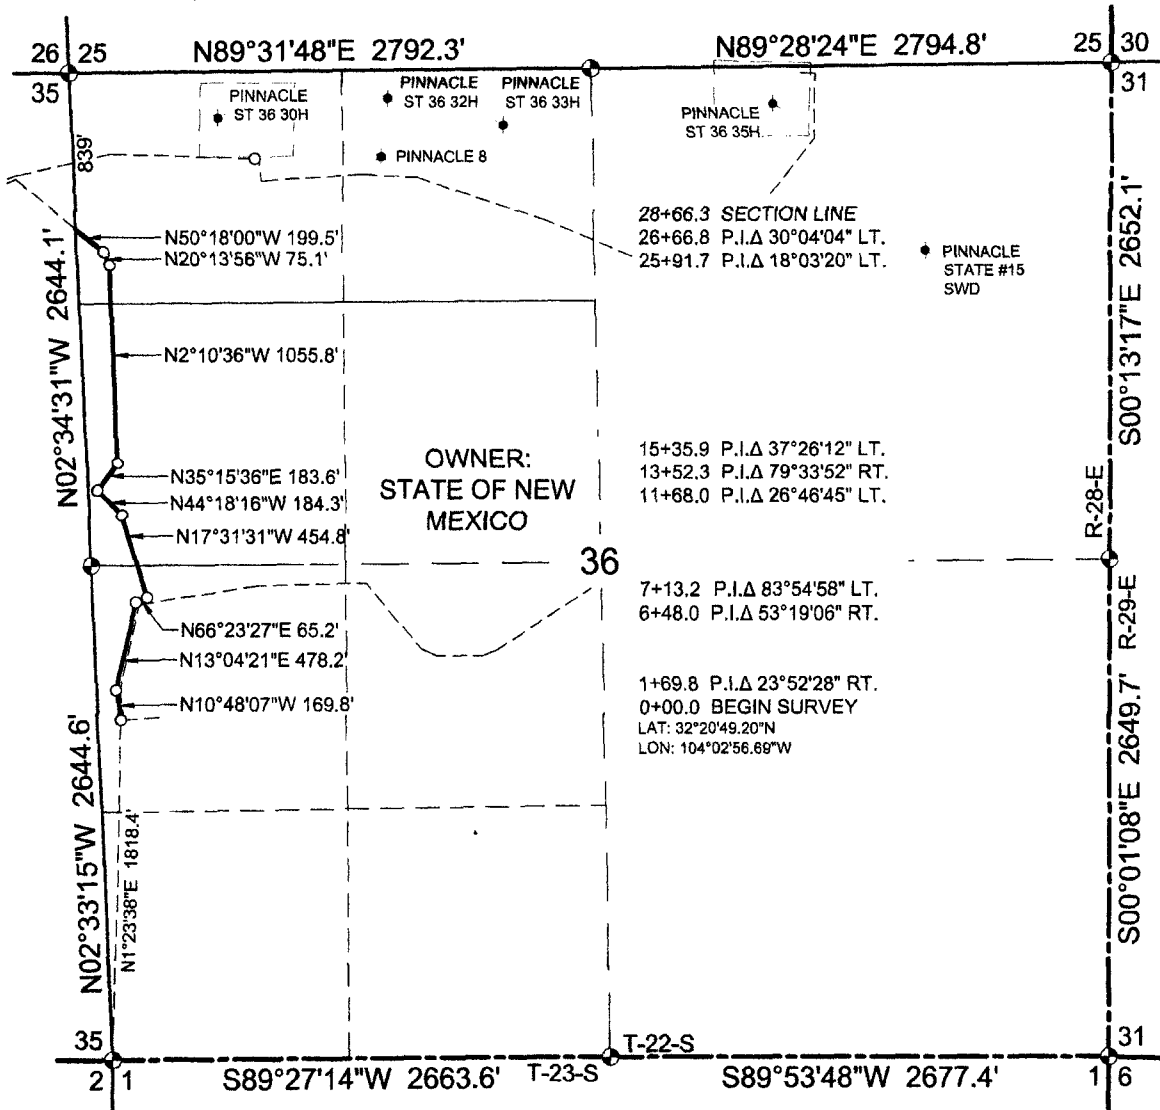 26 25
N89°31'48"E 2792.3'
N89°28'24"E 2794.8'
25 30
35
31
PINNACLE
ST 36 30H
PINNACLE
ST 36 32H
PINNACLE
ST 36 33H
PINNACLE
ST 36 35H
PINNACLE 8
839'
28+66.3 SECTION LINE
26+66.8 P.I.Δ 30°04'04" LT.
25+91.7 P.I.Δ 18°03'20" LT.
PINNACLE
STATE #15
SWD
N50°18'00"W 199.5'
N20°13'56"W 75.1'
N2°10'36"W 1055.8'
N02°34'31"W 2644.1'
S00°13'17"E 2652.1'
OWNER:
STATE OF NEW
MEXICO
15+35.9 P.I.Δ 37°26'12" LT.
13+52.3 P.I.Δ 79°33'52" RT.
11+68.0 P.I.Δ 26°46'45" LT.
N35°15'36"E 183.6'
N44°18'16"W 184.3'
N17°31'31"W 454.8'
R-28-E
36
7+13.2 P.I.Δ 83°54'58" LT.
6+48.0 P.I.Δ 53°19'06" RT.
R-29-E
N66°23'27"E 65.2'
N13°04'21"E 478.2'
N10°48'07"W 169.8'
1+69.8 P.I.Δ 23°52'28" RT.
0+00.0 BEGIN SURVEY
LAT: 32°20'49.20"N
LON: 104°02'56.69"W
N02°33'15"W 2644.6'
N1°23'38"E 1818.4'
S00°01'08"E 2649.7'
35
T-22-S
31
2 1
S89°27'14"W 2663.6'
T-23-S
S89°53'48"W 2677.4'
1 6